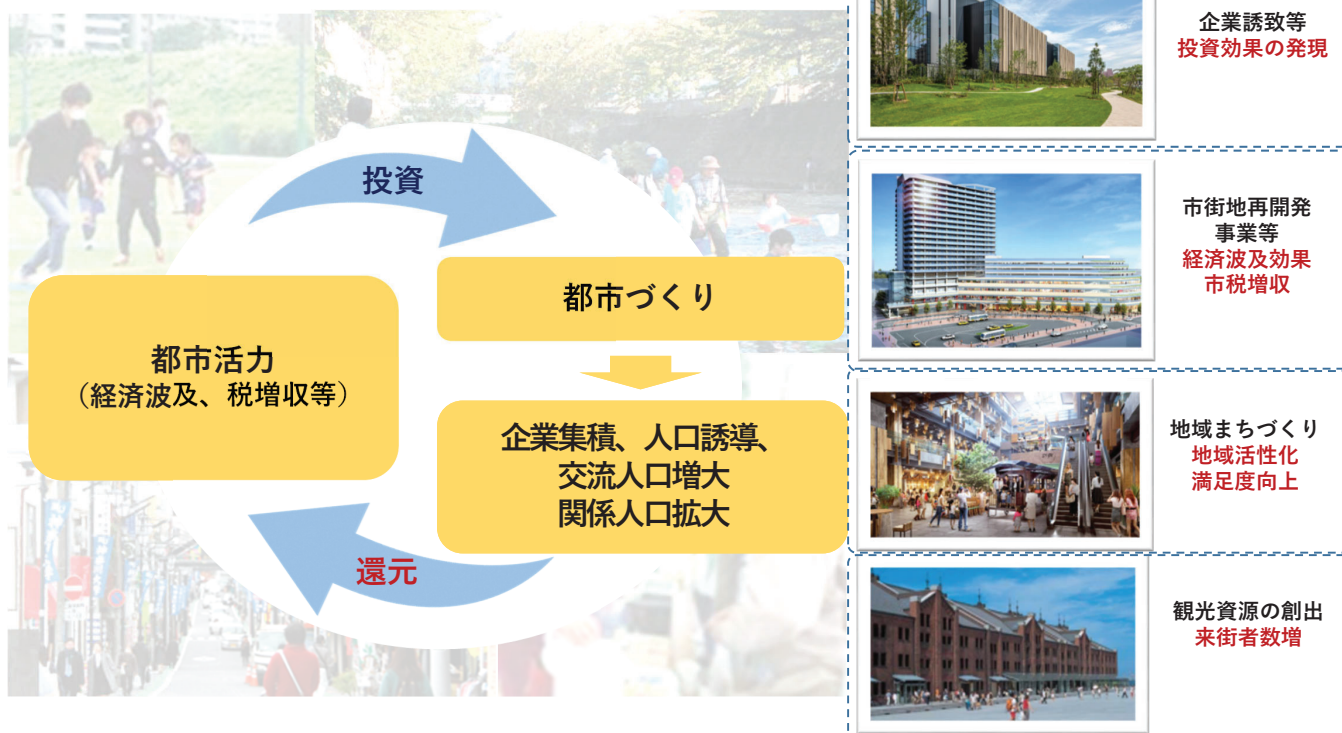 投資
都市づくり
都市活力
（経済波及、税増収等）
企業集積、人口誘導、
交流人口増大
関係人口拡大
還元
企業誘致等
投資効果の発現
市街地再開発
事業等
経済波及効果
市税増収
地域まちづくり
地域活性化
満足度向上
観光資源の創出
来街者数増